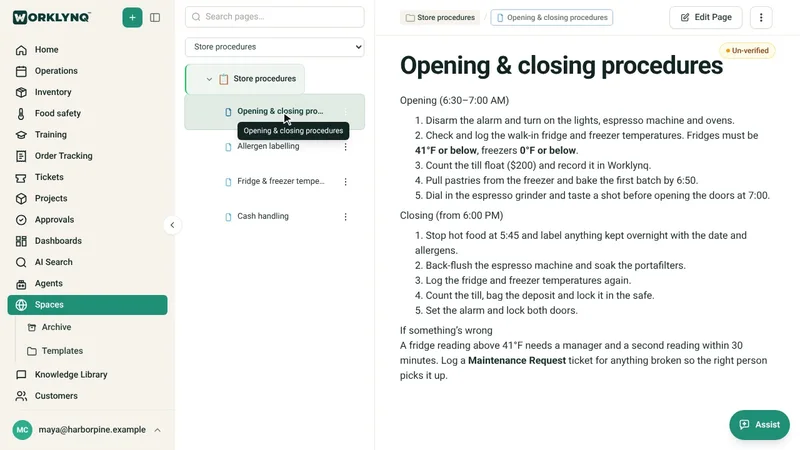 WORKLYNQ
Home
Operations
Inventory
Food safety
Training
Order Tracking
Tickets
Projects
Approvals
Dashboards
AI Search
Agents
Spaces
Archive
Templates
Knowledge Library
Customers
MC maya@harborpine.example
Search pages...
Store procedures
Store procedures
Opening & closing pro...
Opening & closing procedures
Allergen labelling
Fridge & freezer tempe...
Cash handling
Store procedures / Opening & closing procedures
Edit Page
Un-verified
Opening & closing procedures
Opening (6:30–7:00 AM)
1. Disarm the alarm and turn on the lights, espresso machine and ovens.
2. Check and log the walk-in fridge and freezer temperatures. Fridges must be
41°F or below, freezers 0°F or below.
3. Count the till float ($200) and record it in Worklynq.
4. Pull pastries from the freezer and bake the first batch by 6:50.
5. Dial in the espresso grinder and taste a shot before opening the doors at 7:00.
Closing (from 6:00 PM)
1. Stop hot food at 5:45 and label anything kept overnight with the date and
allergens.
2. Back-flush the espresso machine and soak the portafilters.
3. Log the fridge and freezer temperatures again.
4. Count the till, bag the deposit and lock it in the safe.
5. Set the alarm and lock both doors.
If something's wrong
A fridge reading above 41°F needs a manager and a second reading within 30
minutes. Log a Maintenance Request ticket for anything broken so the right person
picks it up.
Assist